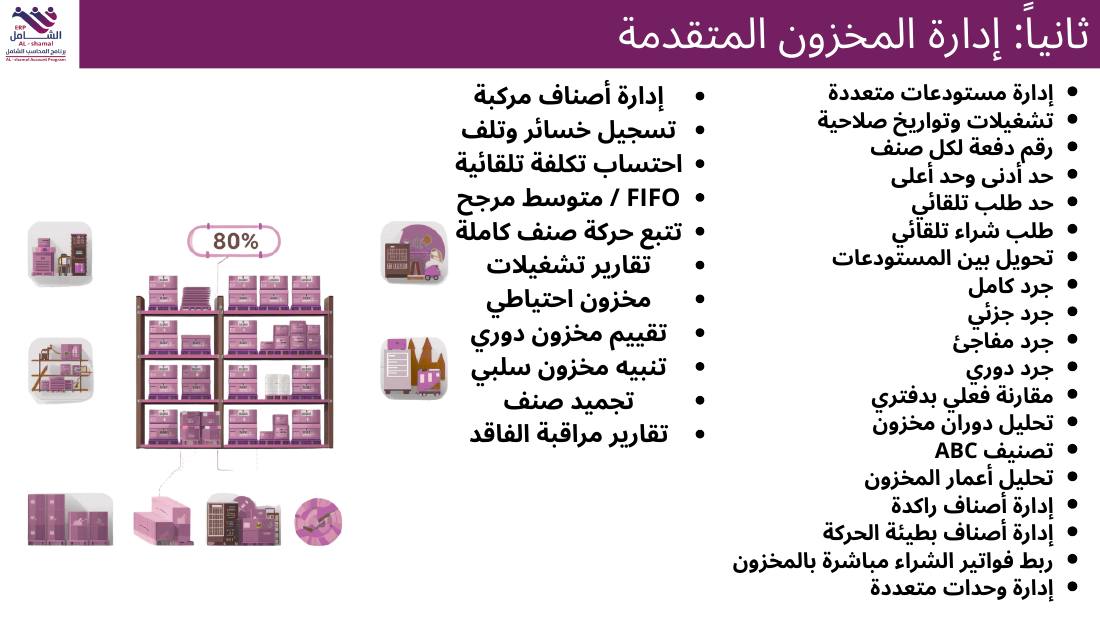 ثانياً: إدارة المخزون المتقدمة
ERP
الشـــامل
AL - shamal
برنامج المحاسب الشامل
AL - shamel Account Program
إدارة مستودعات متعددة
تشغيلات وتواريخ صلاحية
رقم دفعة لكل صنف
حد أدنى وحد أعلى
حد طلب تلقائي
طلب شراء تلقائي
تحويل بين المستودعات
جرد كامل
جرد جزئي
جرد مفاجئ
جرد دوري
مقارنة فعلي بدفتري
تحليل دوران مخزون
تصنيف ABC
تحليل أعمار المخزون
إدارة أصناف راكدة
إدارة أصناف بطيئة الحركة
ربط فواتير الشراء مباشرة بالمخزون
إدارة وحدات متعددة
إدارة أصناف مركبة
تسجيل خسائر وتلف
احتساب تكلفة تلقائية
FIFO / متوسط مرجح
تتبع حركة صنف كاملة
تقارير تشغيلات
مخزون احتياطي
تقييم مخزون دوري
تنبيه مخزون سلبي
تجميد صنف
تقارير مراقبة الفاقد
80%